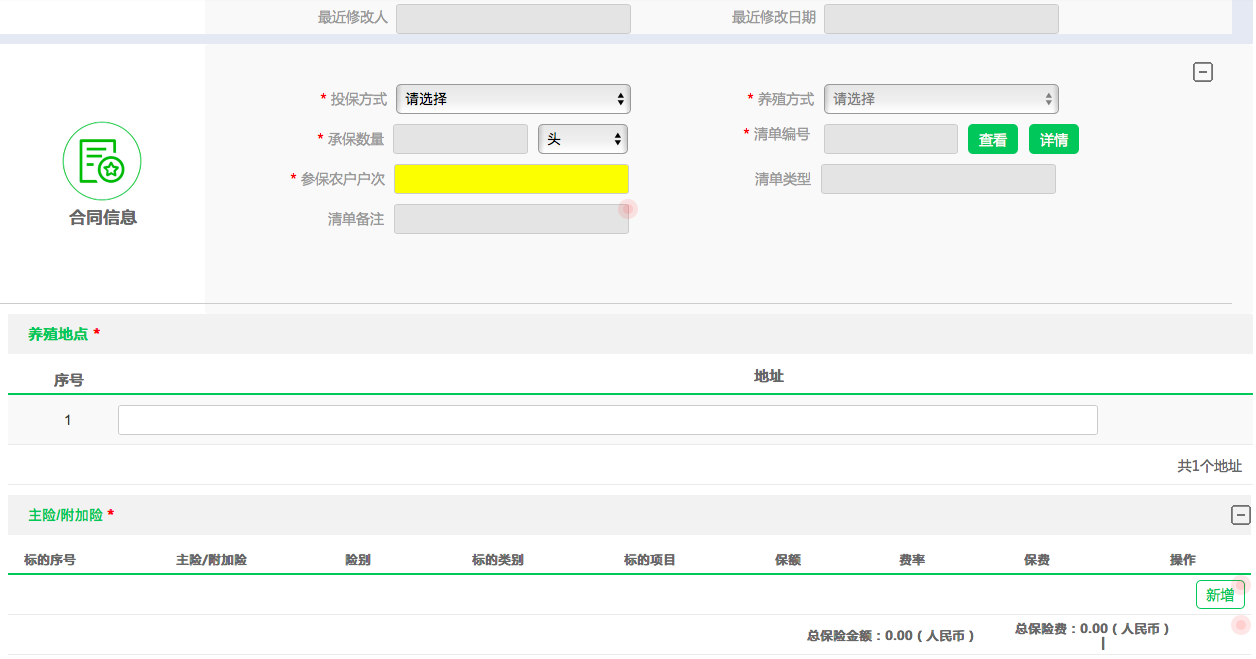 最近修改人 最近修改日期
* 投保方式 请选择 * 养殖方式 请选择
* 承保数量 头 * 清单编号 查看 详情
* 参保农户户次 清单类型
清单备注
合同信息
养殖地点 *
序号 地址
1
共1个地址
主险/附加险 *
标的序号 主险/附加险 险别 标的类别 标的项目 保额 费率 保费 操作
新增
总保险金额：0.00（人民币） 总保险费：0.00（人民币）